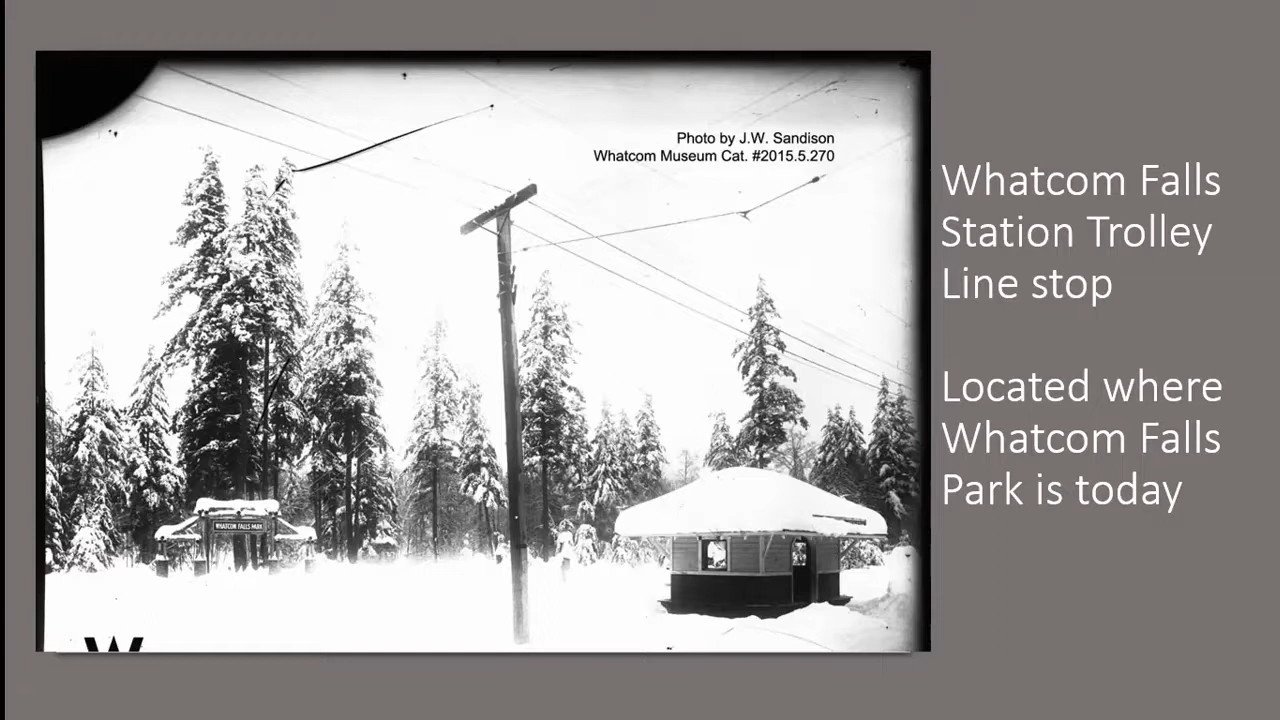 Photo by J.W. Sandison
Whatcom Museum Cat. #2015.5.270
WHATCOM FALLS PARK
W
Whatcom Falls
Station Trolley
Line stop
Located where
Whatcom Falls
Park is today